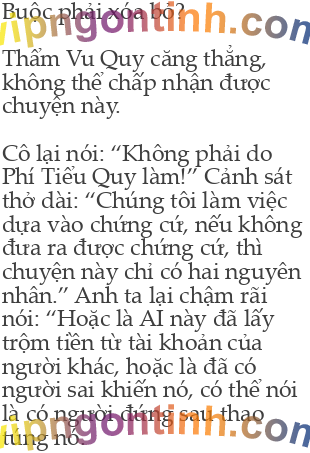 Buộc phải xóa bỏ?
vipngontinh.com
Thẩm Vu Quy căng thẳng,
không thể chấp nhận được
chuyện này.
Cô lại nói: “Không phải do
Phí Tiểu Quy làm!” Cảnh sát
thở dài: “Chúng tôi làm việc
dựa vào chứng cứ, nếu không
đưa ra được chứng cứ, thì
chuyện này chỉ có hai nguyên
nhân.” Anh ta lại chậm rãi
nói: “Hoặc là AI này đã lấy
trộm tiền từ tài khoản của
người khác, hoặc là đã có
người sai khiến nó, có thể nói
là có người đứng sau thao
túng nó.
vipngontinh.com